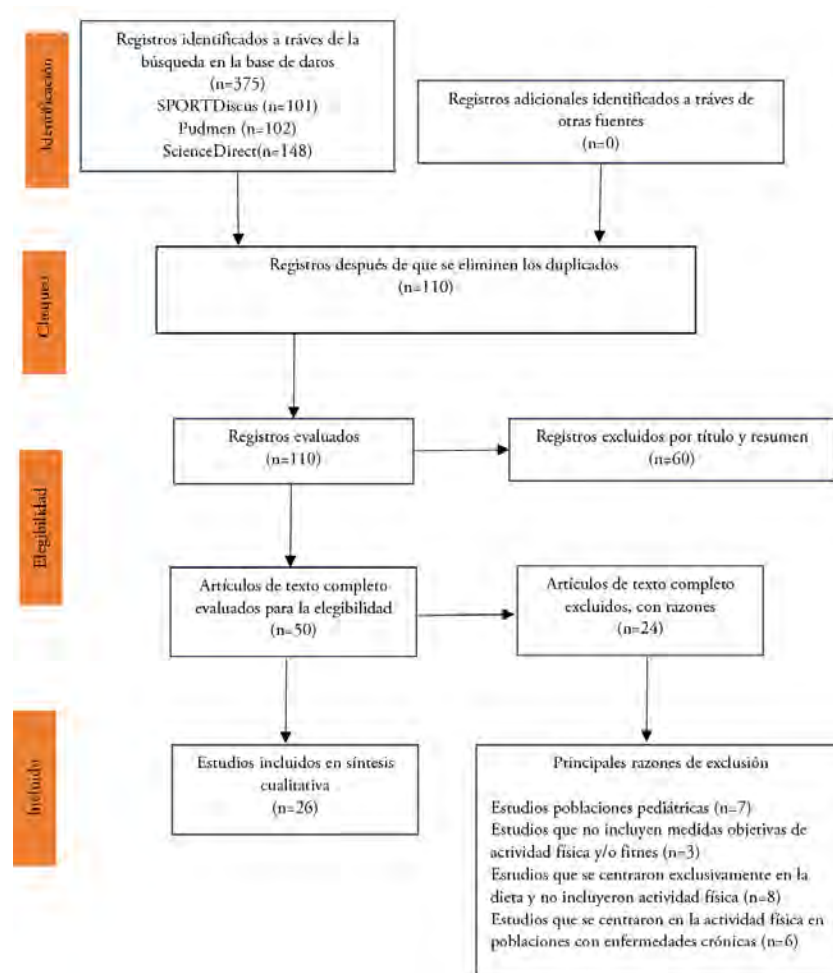 Identificación
Registros identificados a tráves de la
búsqueda en la base de datos
(n=375)
SPORTDiscus (n=101)
Pudmen (n=102)
ScienceDirect(n=148)
Registros adicionales identificados a tráves de
otras fuentes
(n=0)
Chequeo
Registros después de que se eliminen los duplicados
(n=110)
Elegibilidad
Registros evaluados
(n=110)
Registros excluidos por título y resumen
(n=60)
Artículos de texto completo
evaluados para la elegibilidad
(n=50)
Artículos de texto completo
excluidos, con razones
(n=24)
Incluido
Estudios incluidos en síntesis
cualitativa
(n=26)
Principales razones de exclusión
Estudios poblaciones pediátricas (n=7)
Estudios que no incluyen medidas objetivas de
actividad física y/o fitnes (n=3)
Estudios que se centraron exclusivamente en la
dieta y no incluyeron actividad física (n=8)
Estudios que se centraron en la actividad física en
poblaciones con enfermedades crónicas (n=6)